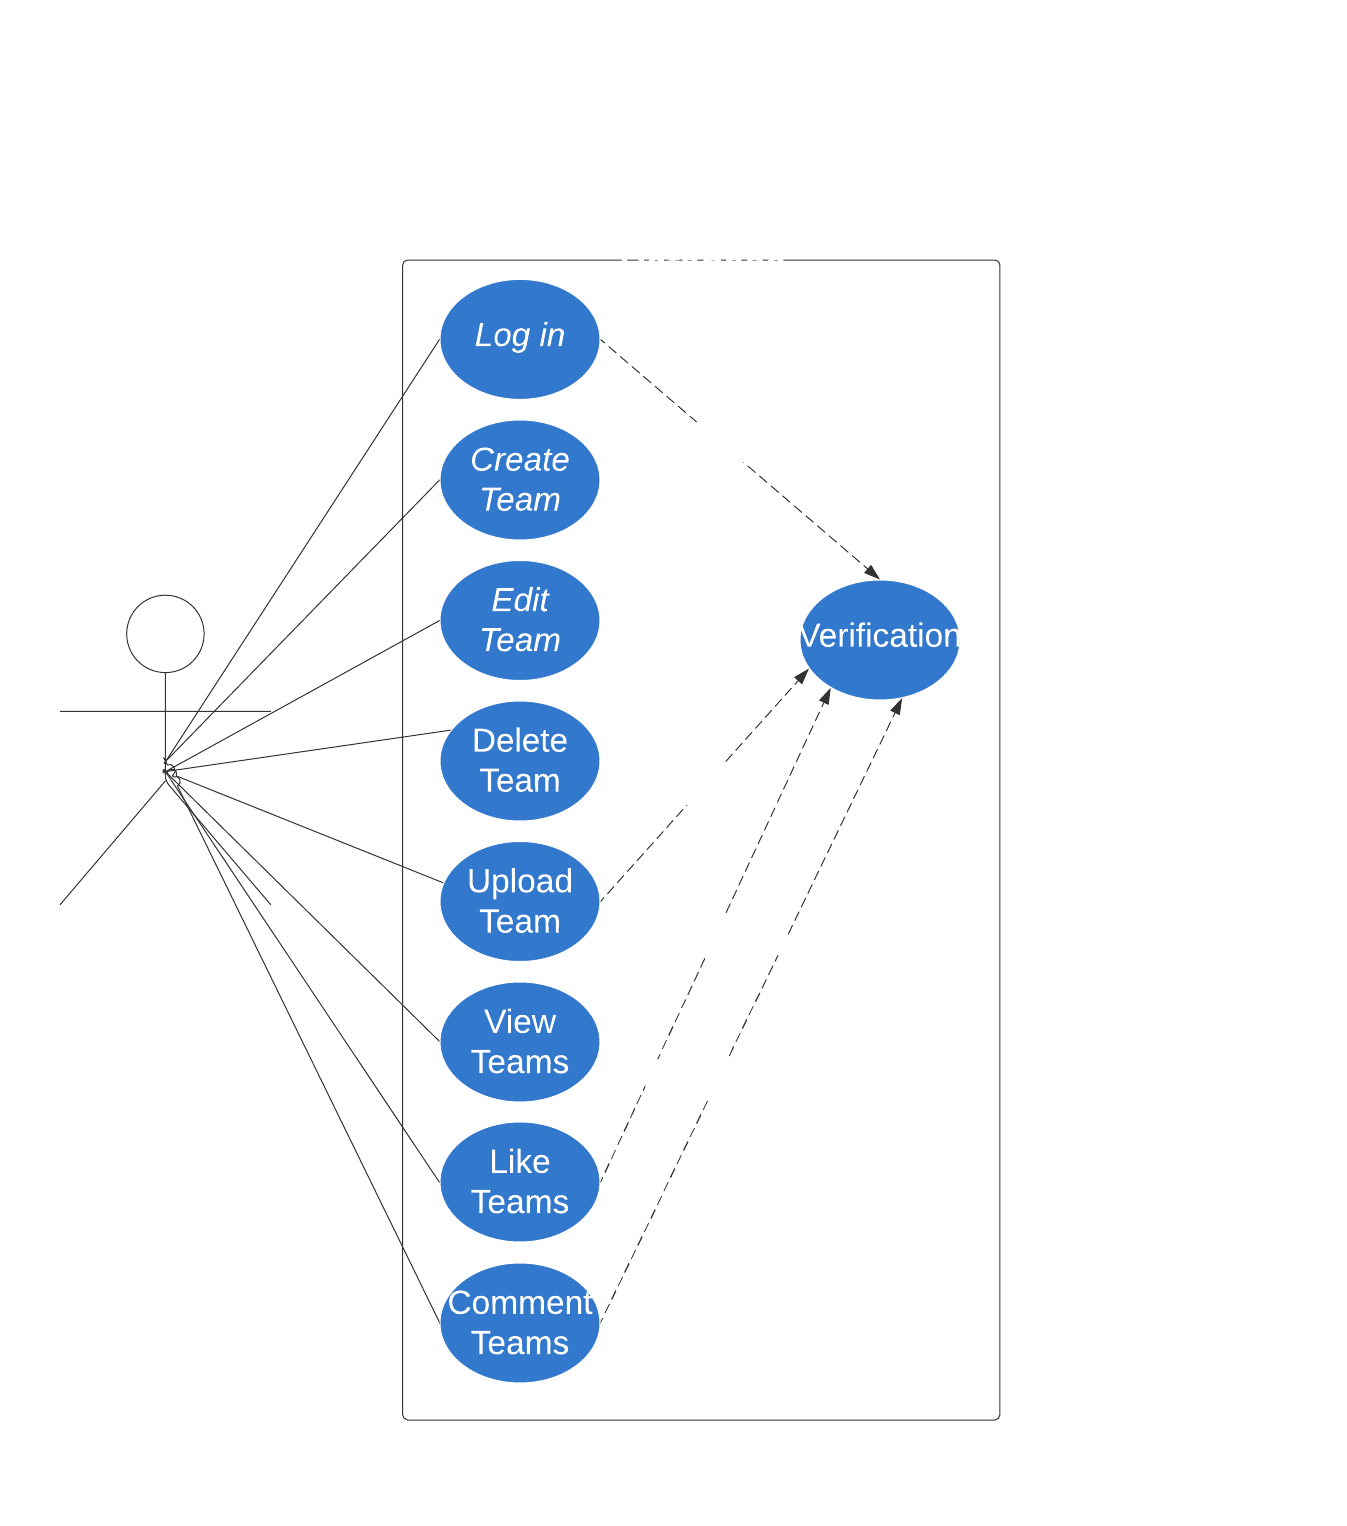 Log in
Create
Team
Edit
Team
Delete
Team
Verification
Upload
Team
View
Teams
Like
Teams
Comment
Teams